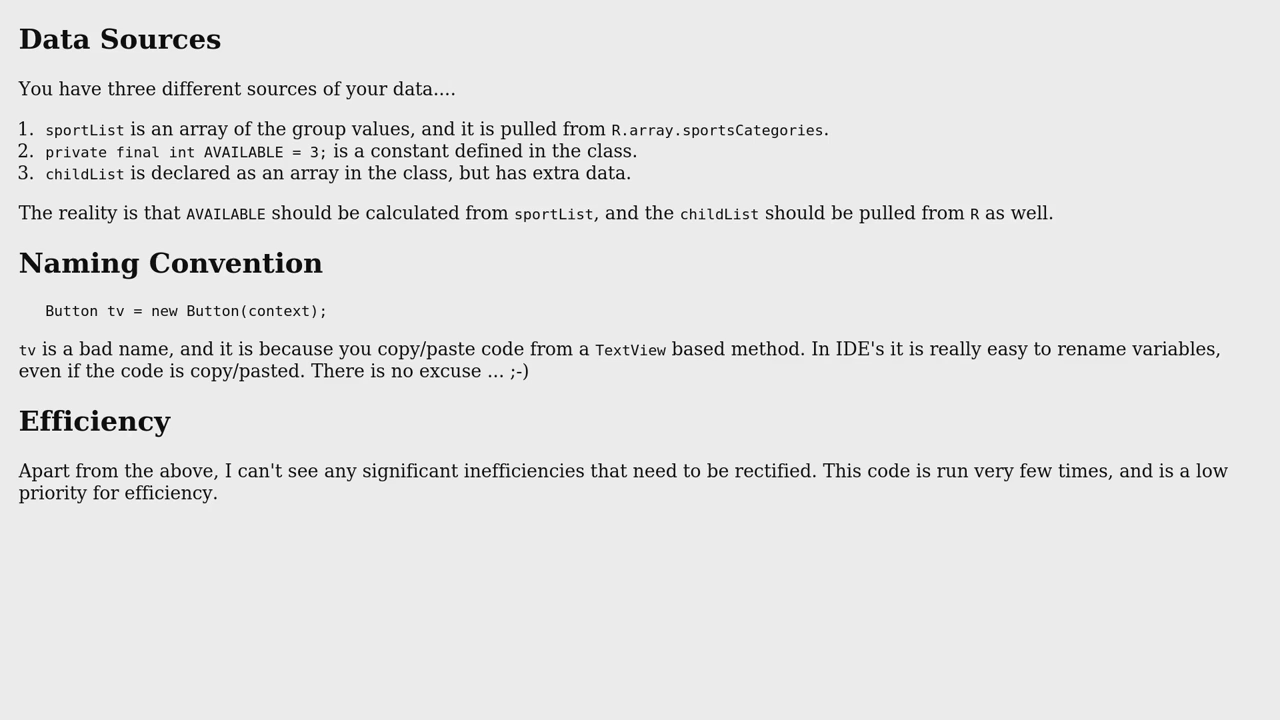 Data Sources
You have three different sources of your data....
1. sportList is an array of the group values, and it is pulled from R.array.sportsCategories.
2. private final int AVAILABLE = 3; is a constant defined in the class.
3. childList is declared as an array in the class, but has extra data.
The reality is that AVAILABLE should be calculated from sportList, and the childList should be pulled from R as well.
Naming Convention
Button tv = new Button(context);
tv is a bad name, and it is because you copy/paste code from a TextView based method. In IDE's it is really easy to rename variables,
even if the code is copy/pasted. There is no excuse ... ;-)
Efficiency
Apart from the above, I can't see any significant inefficiencies that need to be rectified. This code is run very few times, and is a low
priority for efficiency.